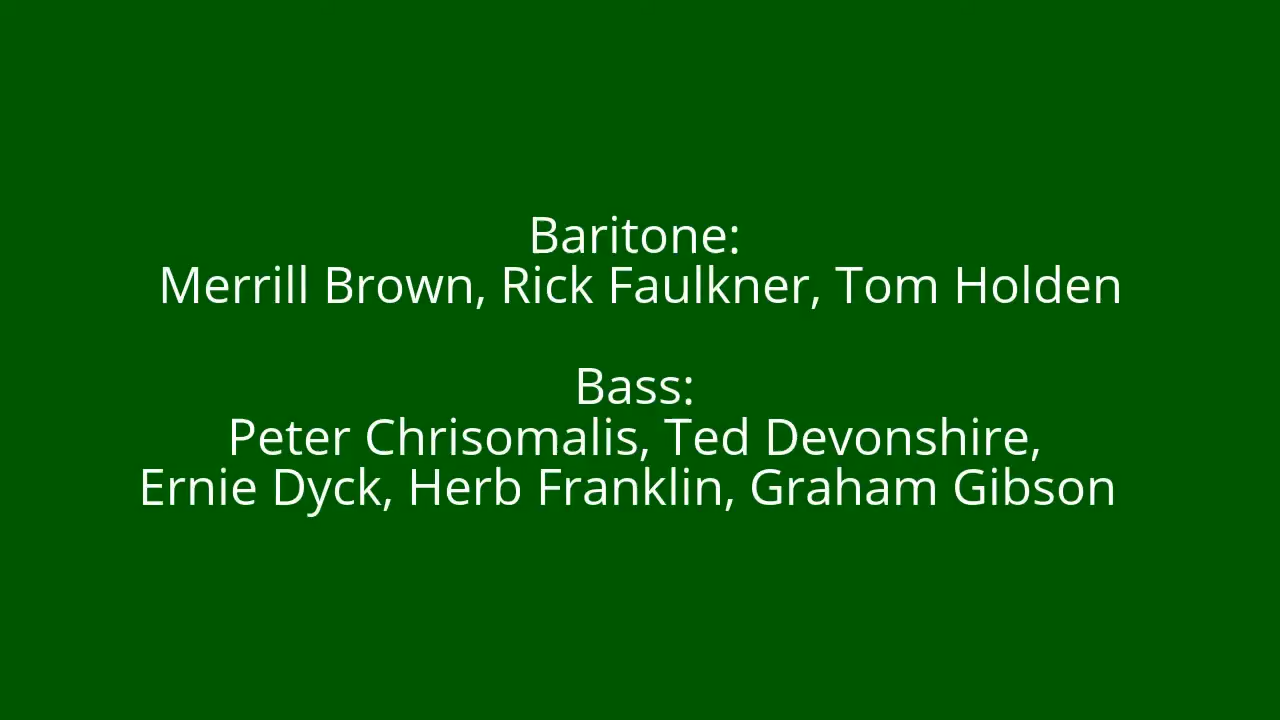 Baritone:
Merrill Brown, Rick Faulkner, Tom Holden
Bass:
Peter Chrisomalis, Ted Devonshire,
Ernie Dyck, Herb Franklin, Graham Gibson